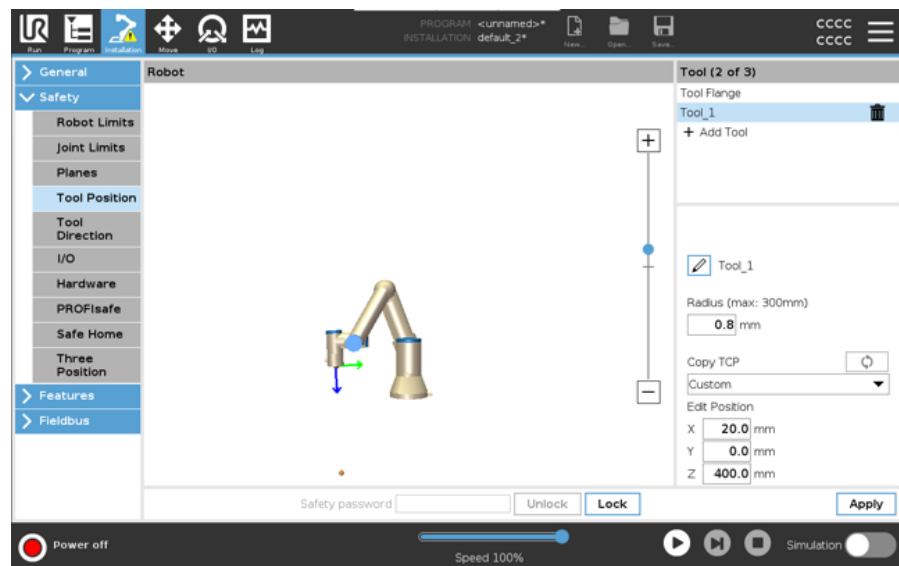 PROGRAM <unnamed>*
INSTALLATION default_2*
Run
Program
Installation
Move
I/O
Log
New...
Open...
Save...
CCCC
CCCC
General
Safety
Robot Limits
Joint Limits
Planes
Tool Position
Tool
Direction
I/O
Hardware
PROFIsafe
Safe Home
Three
Position
Features
Fieldbus
Robot
Tool (2 of 3)
Tool Flange
Tool_1
+ Add Tool
Tool_1
Radius (max: 300mm)
0.8 mm
Copy TCP
Custom
Edit Position
X 20.0 mm
Y 0.0 mm
Z 400.0 mm
Safety password
Unlock
Lock
Apply
Power off
Speed 100%
Simulation